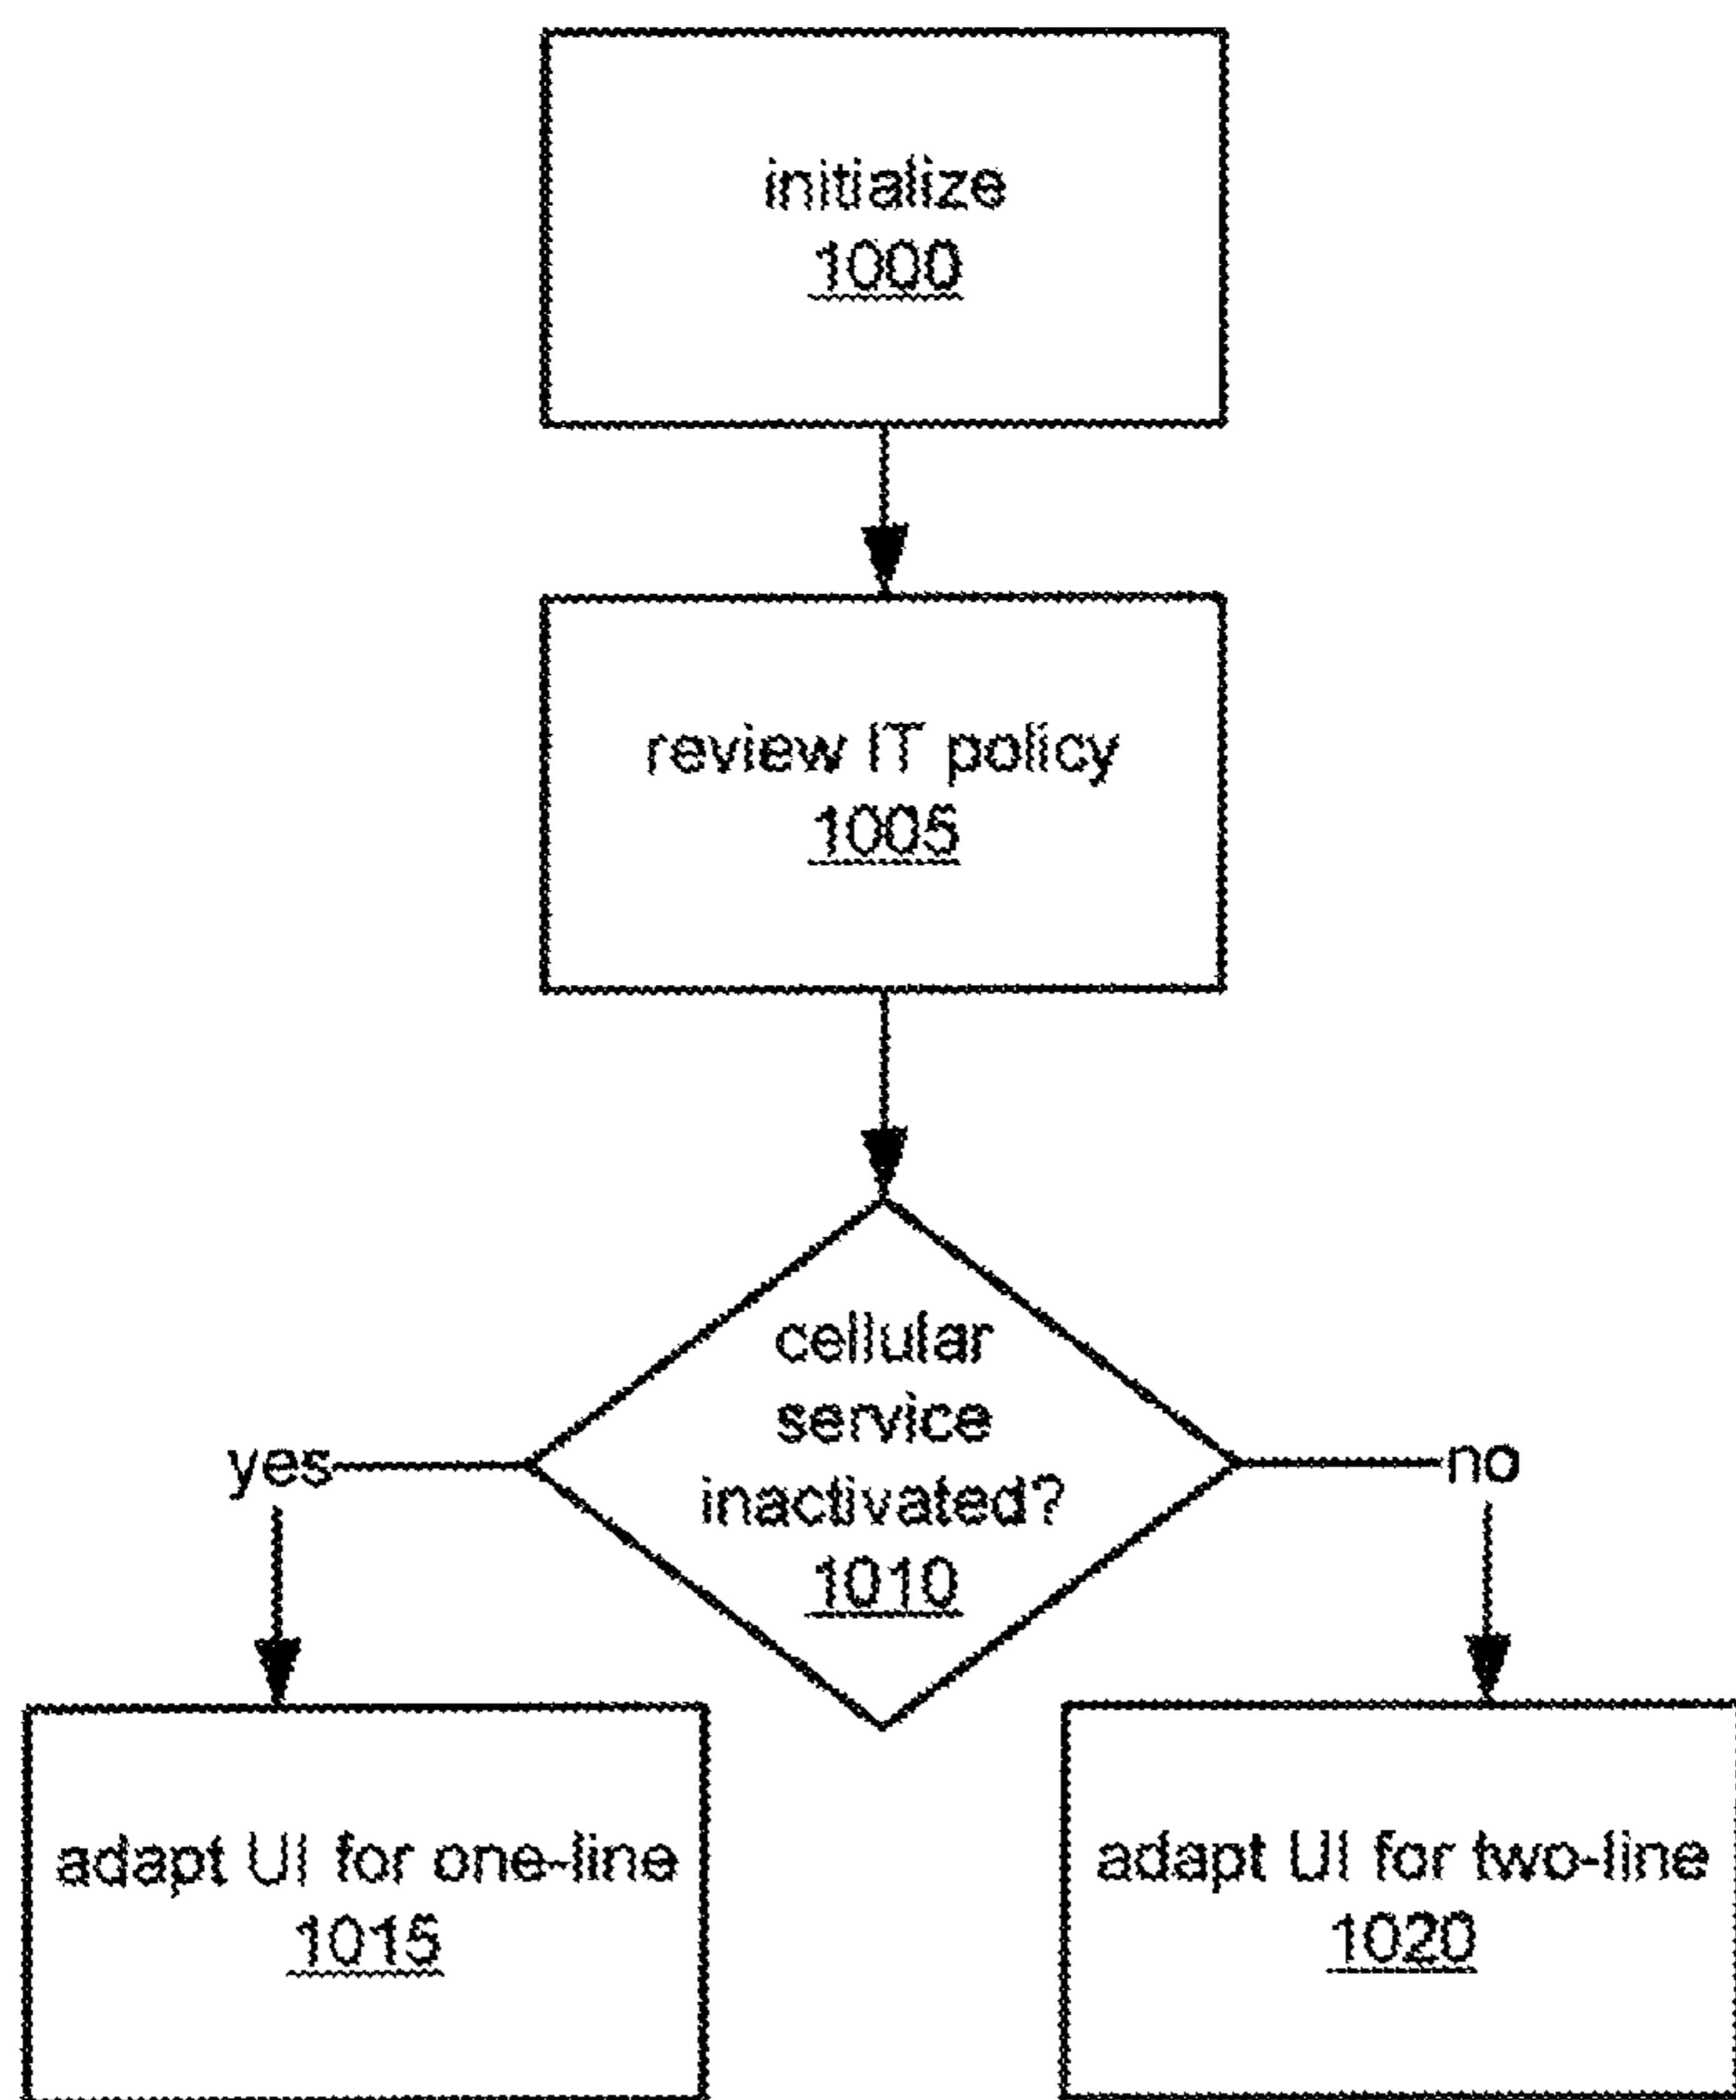 initialize
1000
review IT policy
1005
cellular
service
inactivated?
1010
yes
no
adapt UI for one-line
1015
adapt UI for two-line
1020